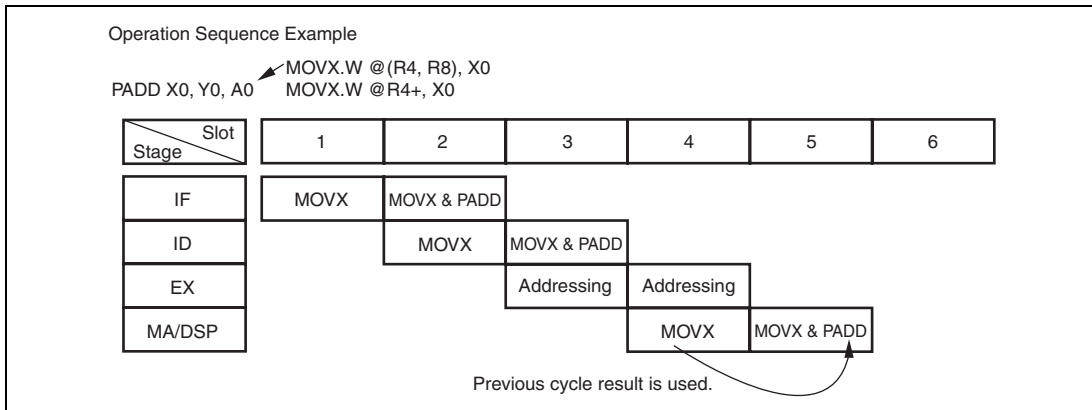 Operation Sequence Example
MOVX.W @(R4, R8), X0
PADD X0, Y0, A0 MOVX.W @R4+, X0
Slot
Stage
1 2 3 4 5 6
IF MOVX MOVX & PADD
ID MOVX MOVX & PADD
EX Addressing Addressing
MA/DSP MOVX MOVX & PADD
Previous cycle result is used.